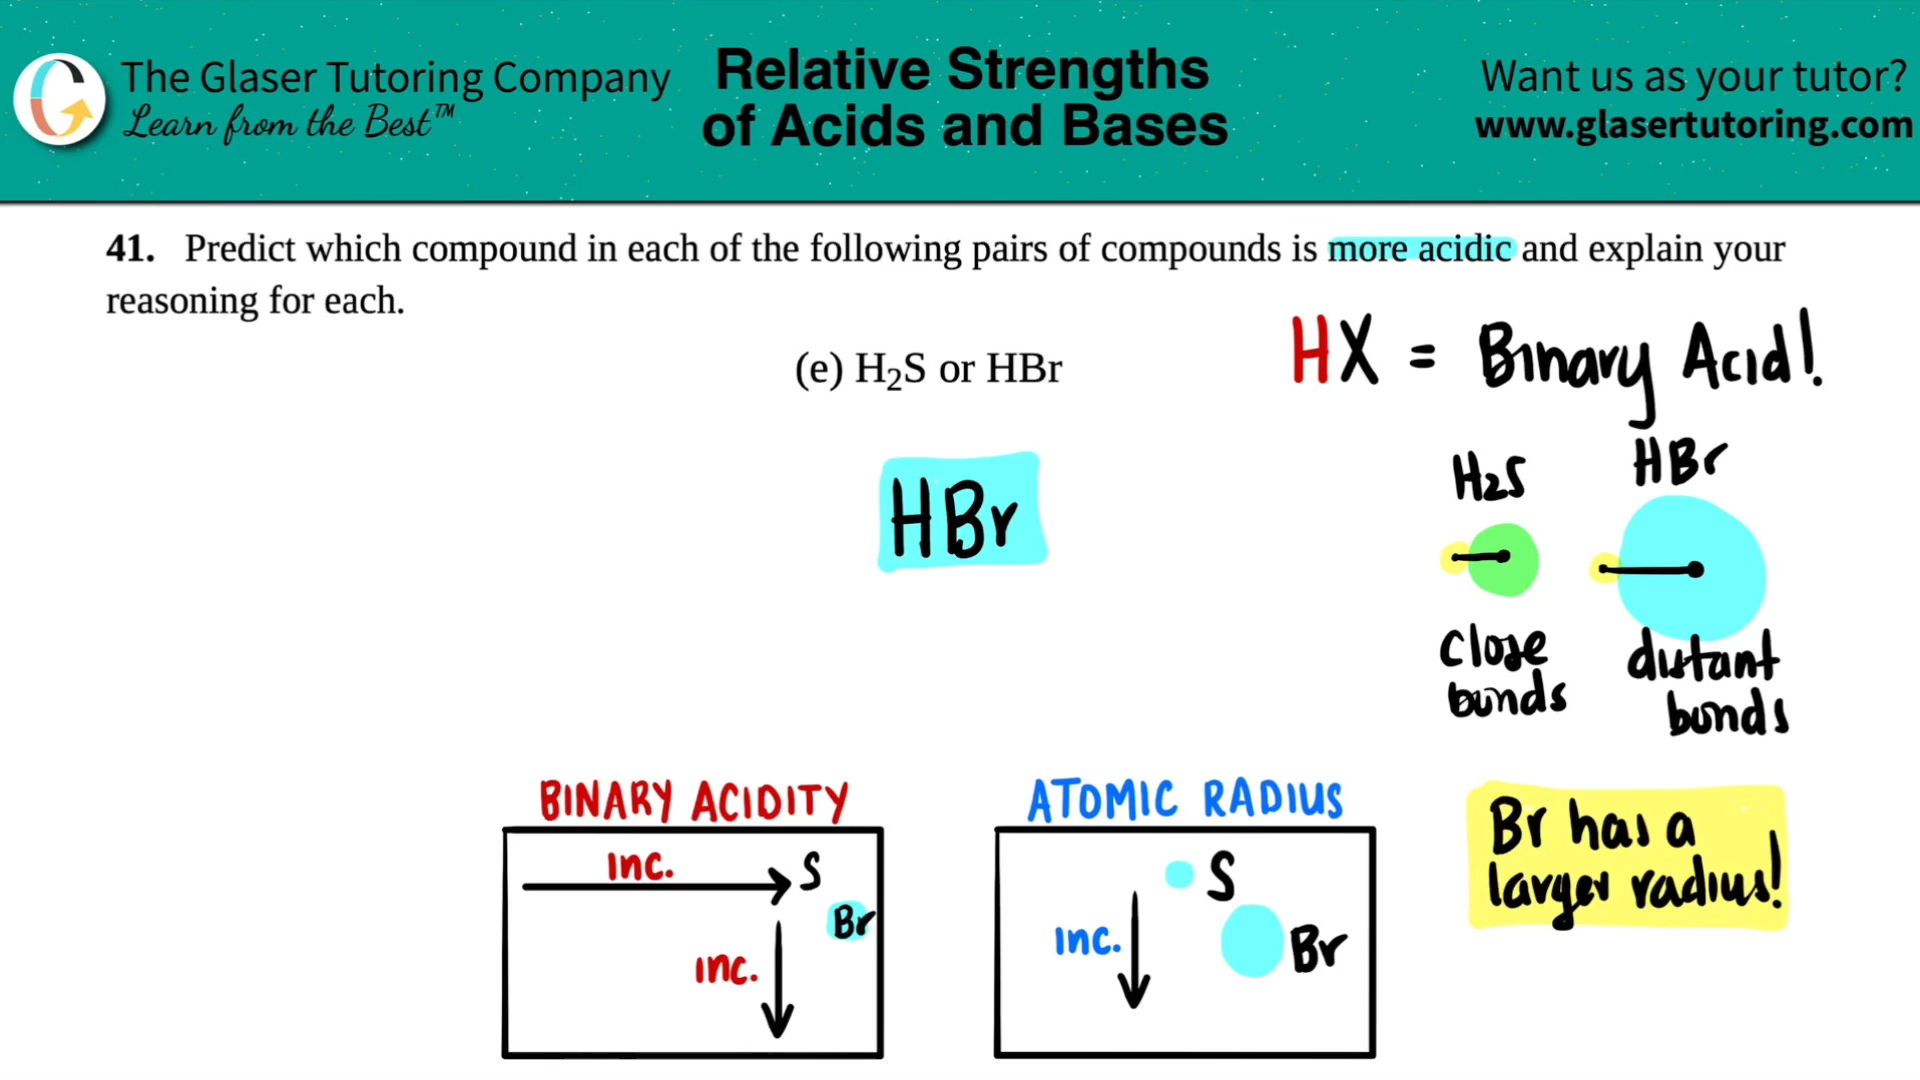 The Glaser Tutoring Company
Learn from the Best™
Relative Strengths
of Acids and Bases
Want us as your tutor?
www.glasertutoring.com
41. Predict which compound in each of the following pairs of compounds is more acidic and explain your
reasoning for each.
(e) H₂S or HBr
HX = Binary Acid!
HBr
H₂S
HBr
close
bonds
distant
bonds
BINARY ACIDITY
inc.
S
Br
inc.
ATOMIC RADIUS
S
inc.
Br
Br has a
larger radius!